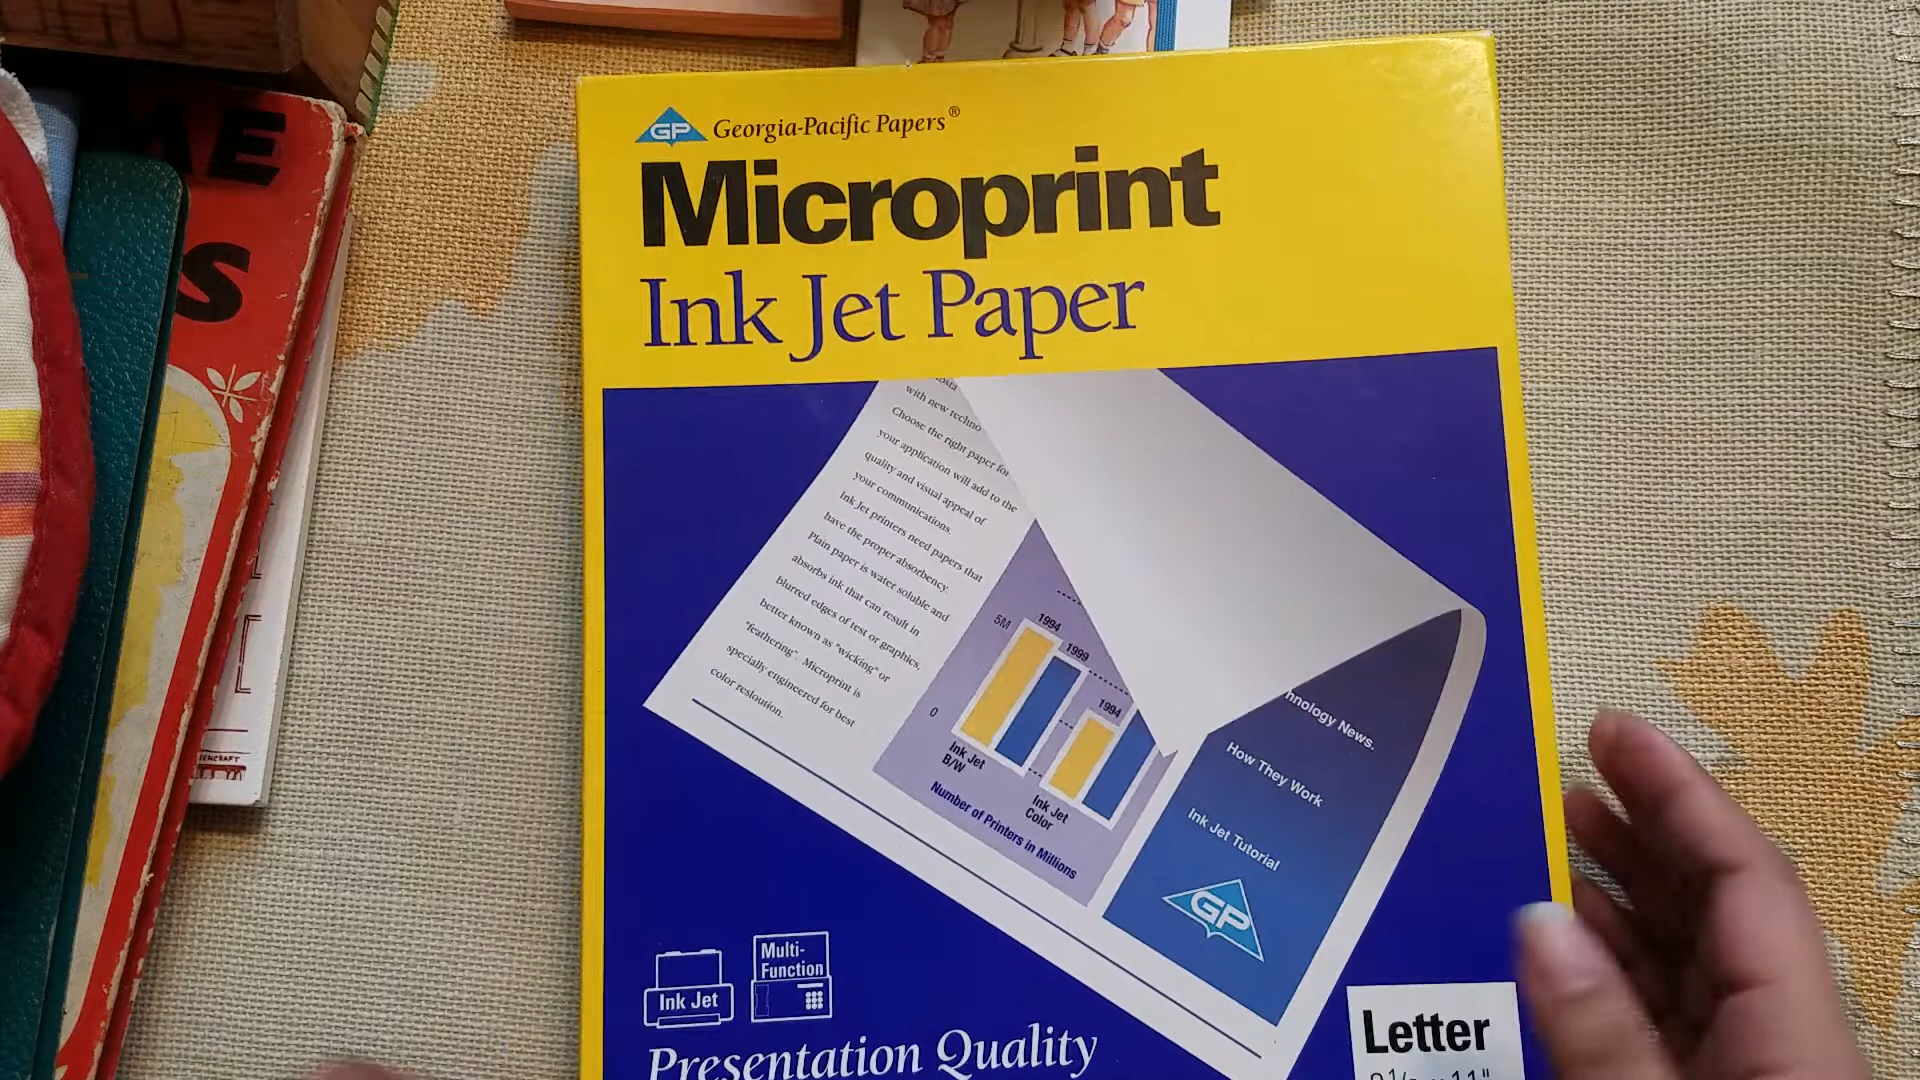 KE
S
ENCRAFT
GP Georgia-Pacific Papers®
Microprint
Ink Jet Paper
with new techno
Choose the right paper for
your application will add to the
quality and visual appeal of
your communications.
Ink Jet printers need papers that
have the proper absorbency.
Plain paper is water soluble and
absorbs ink that can result in
blurred edges of test or graphics,
better known as "wicking" or
"feathering". Microprint is
specially engineered for best
color resloution.
5M
1994
1999
1994
0
Ink Jet
B/W
Ink Jet
Color
Number of Printers in Millions
hnology News.
How They Work
Ink Jet Tutorial
GP
Ink Jet
Multi-
Function
Presentation Quality
Letter